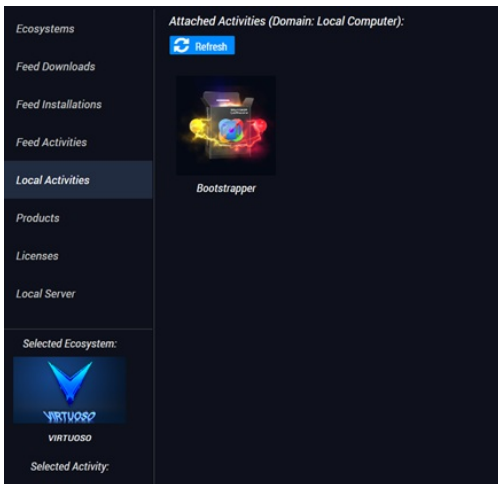 Ecosystems
Feed Downloads
Feed Installations
Feed Activities
Local Activities
Products
Licenses
Local Server
Selected Ecosystem:
VIRTUOSO
VIRTUOSO
Selected Activity:
Attached Activities (Domain: Local Computer):
Refresh
Bootstrapper